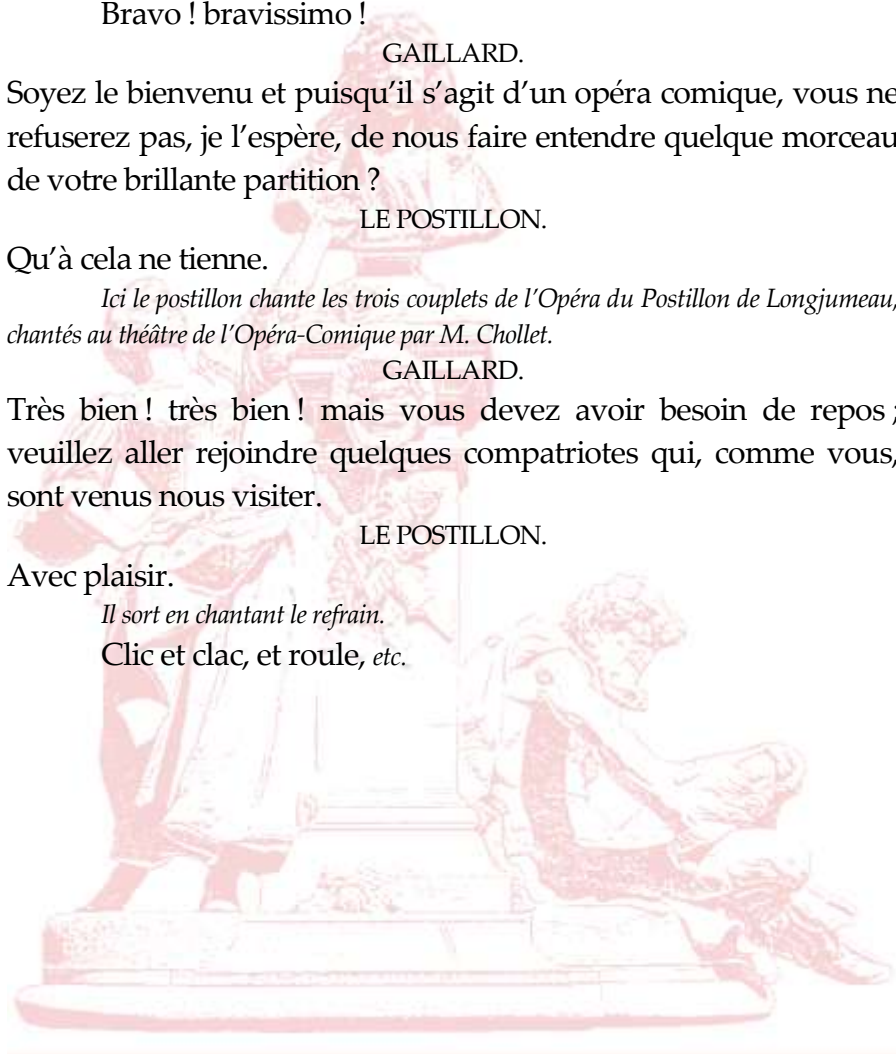 Bravo ! bravissimo !
GAILLARD.
Soyez le bienvenu et puisqu’il s’agit d’un opéra comique, vous ne
refuserez pas, je l’espère, de nous faire entendre quelque morceau
de votre brillante partition ?
LE POSTILLON.
Qu’à cela ne tienne.
Ici le postillon chante les trois couplets de l’Opéra du Postillon de Longjumeau,
chantés au théâtre de l’Opéra-Comique par M. Chollet.
GAILLARD.
Très bien ! très bien ! mais vous devez avoir besoin de repos ;
veuillez aller rejoindre quelques compatriotes qui, comme vous,
sont venus nous visiter.
LE POSTILLON.
Avec plaisir.
Il sort en chantant le refrain.
Clic et clac, et roule, etc.